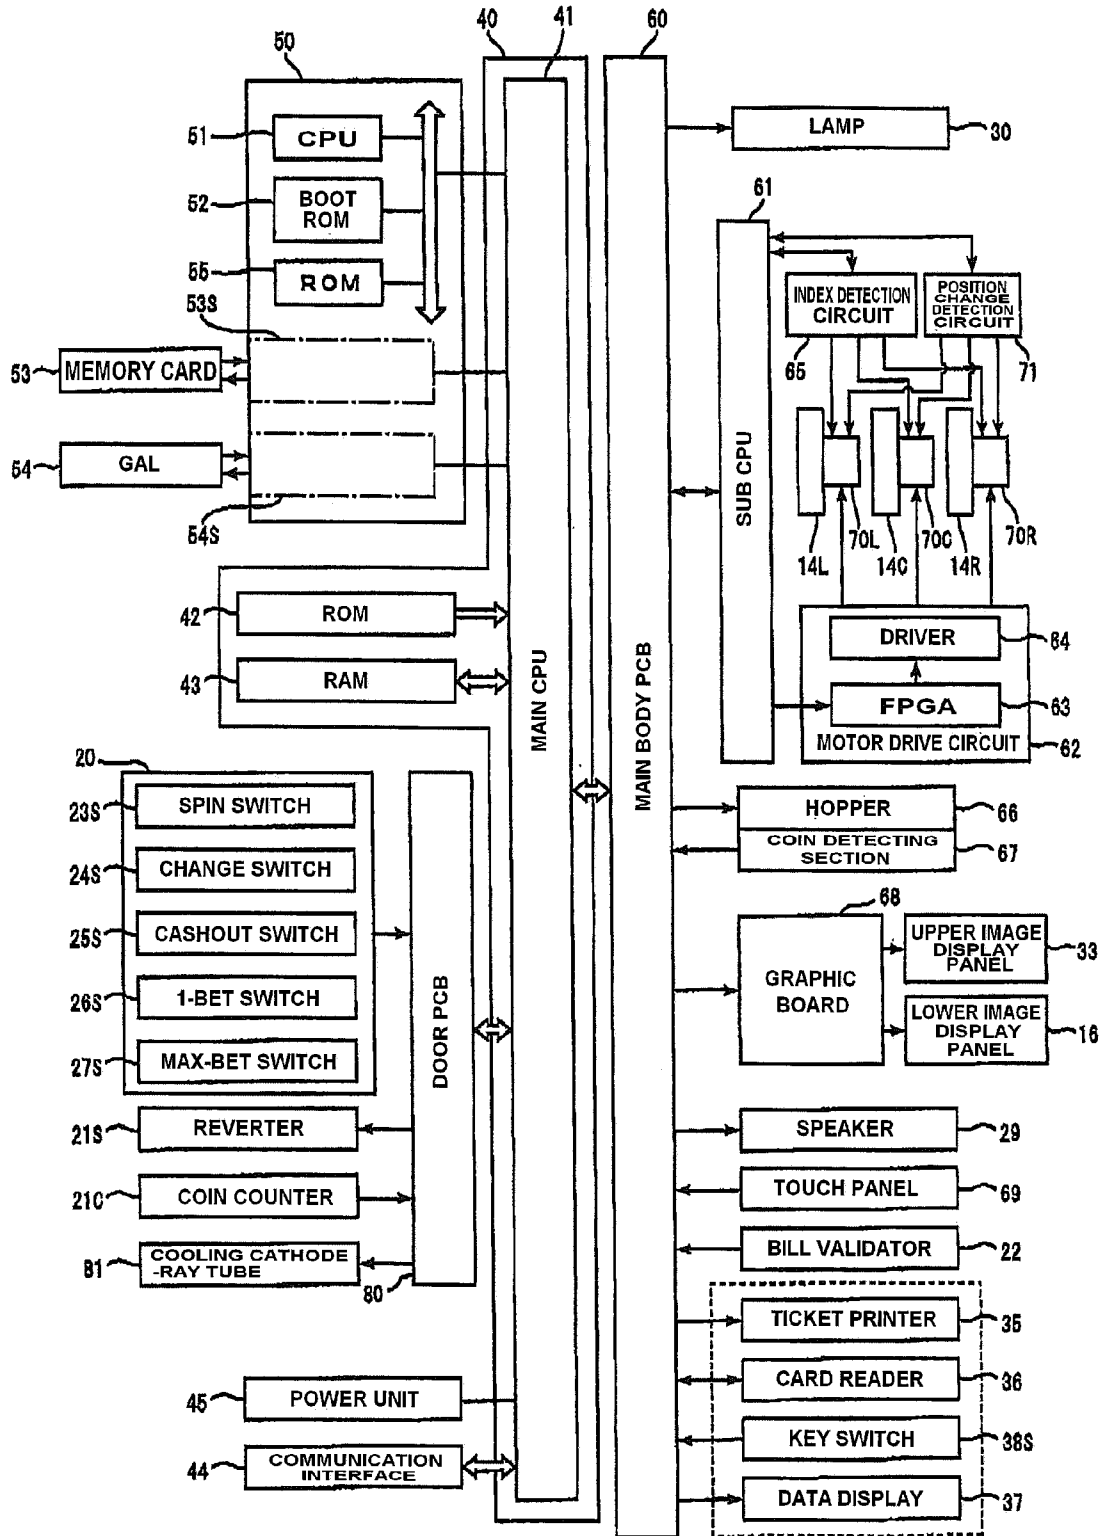 40
41
60
50
51
CPU
52
BOOT
ROM
55
ROM
53S
53
MEMORY CARD
54
GAL
54S
42
ROM
43
RAM
MAIN CPU
MAIN BODY PCB
LAMP
30
61
SUB CPU
INDEX DETECTION
CIRCUIT
65
POSITION
CHANGE
DETECTION
CIRCUIT
71
14L
70L
14C
70C
14R
70R
DRIVER
64
FPGA
63
MOTOR DRIVE CIRCUIT
62
20
23S
SPIN SWITCH
24S
CHANGE SWITCH
25S
CASHOUT SWITCH
26S
1-BET SWITCH
27S
MAX-BET SWITCH
21S
REVERTER
21C
COIN COUNTER
81
COOLING CATHODE
-RAY TUBE
DOOR PCB
80
45
POWER UNIT
44
COMMUNICATION
INTERFACE
HOPPER
66
COIN DETECTING
SECTION
67
68
GRAPHIC
BOARD
UPPER IMAGE
DISPLAY
PANEL
33
LOWER IMAGE
DISPLAY
PANEL
16
SPEAKER
29
TOUCH PANEL
69
BILL VALIDATOR
22
TICKET PRINTER
35
CARD READER
36
KEY SWITCH
38S
DATA DISPLAY
37